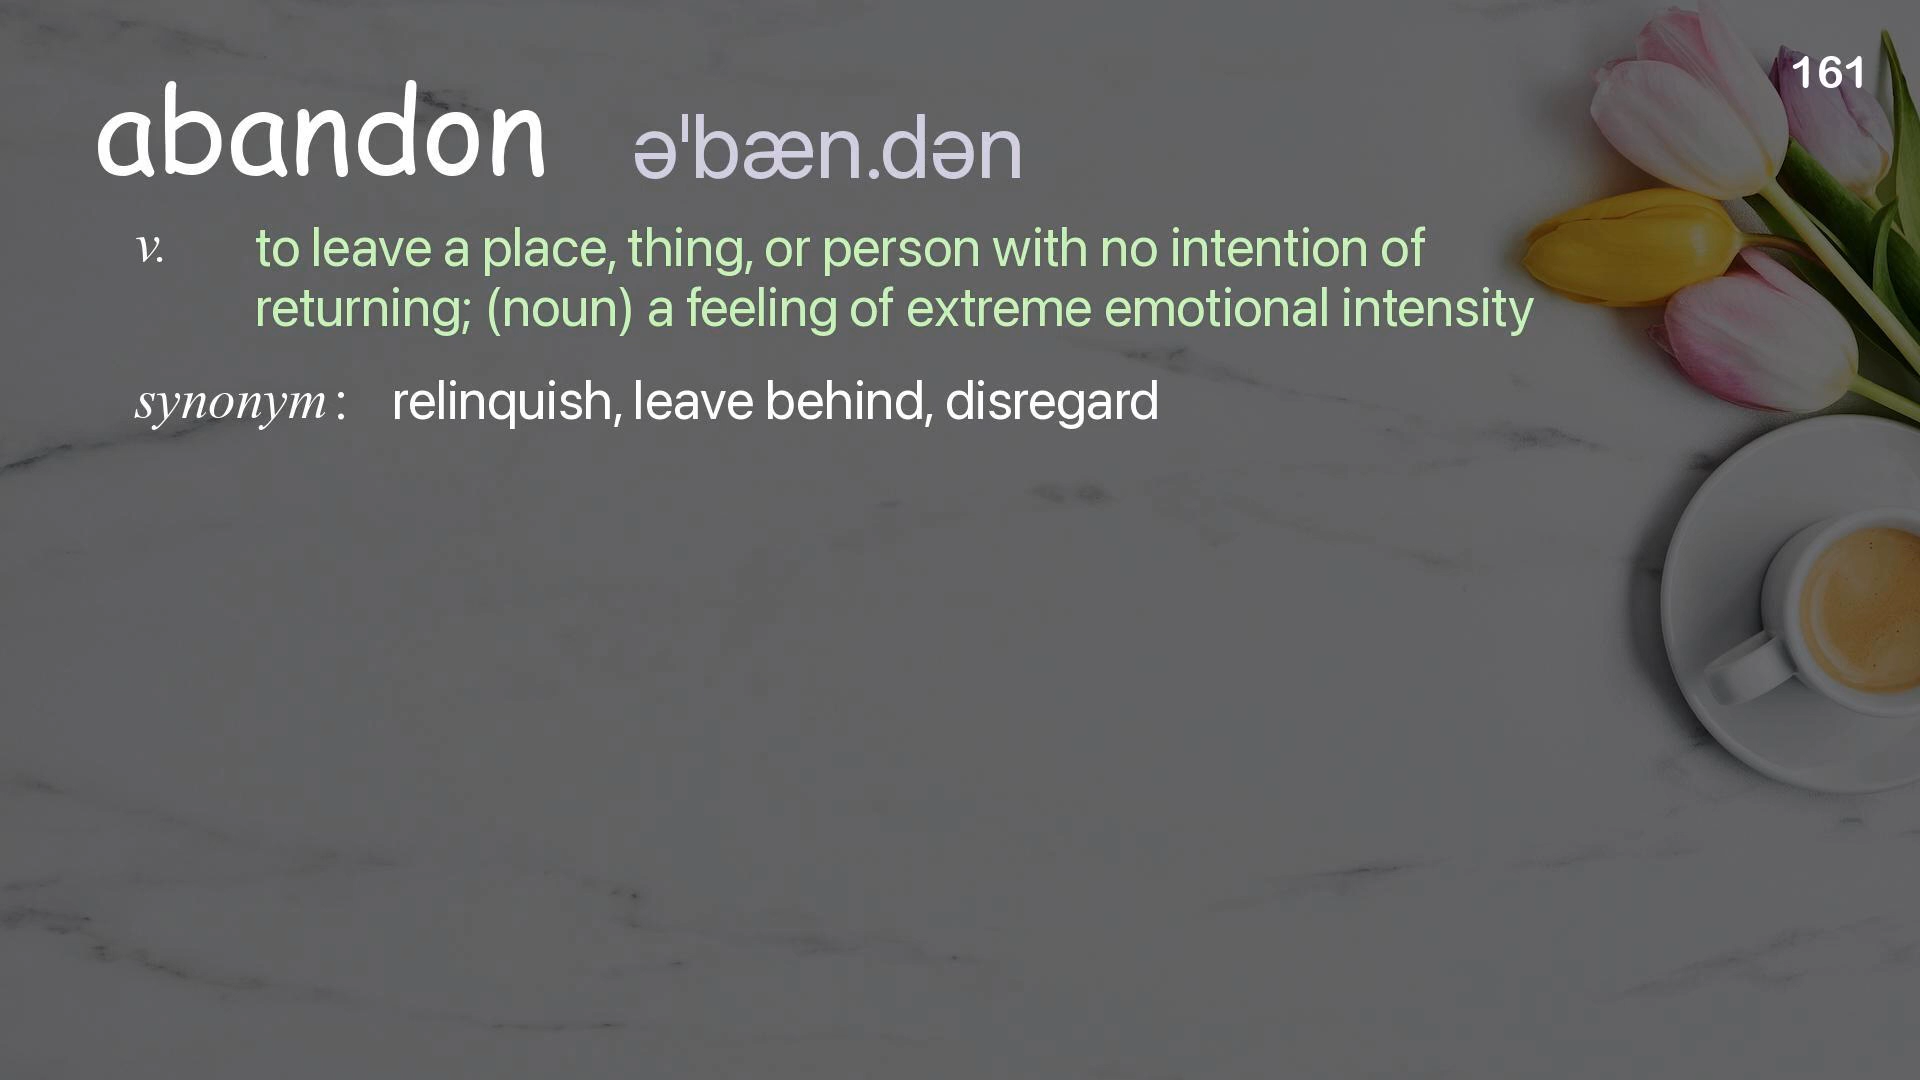 161
abandon əˈbæn.dən
v. to leave a place, thing, or person with no intention of
returning; (noun) a feeling of extreme emotional intensity
synonym : relinquish, leave behind, disregard